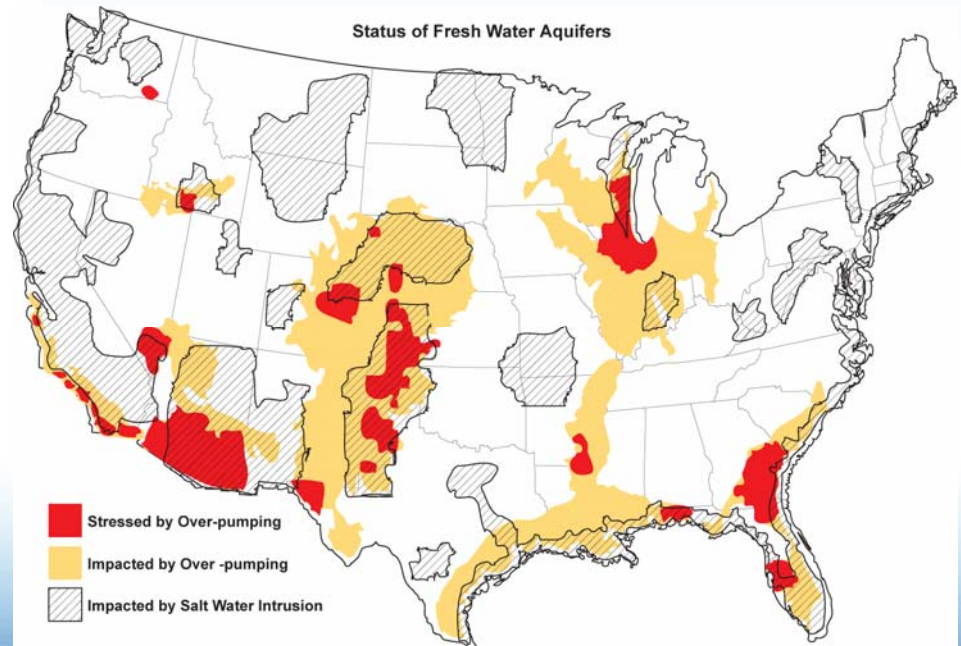 Status of Fresh Water Aquifers
Stressed by Over-pumping
Impacted by Over -pumping
Impacted by Salt Water Intrusion